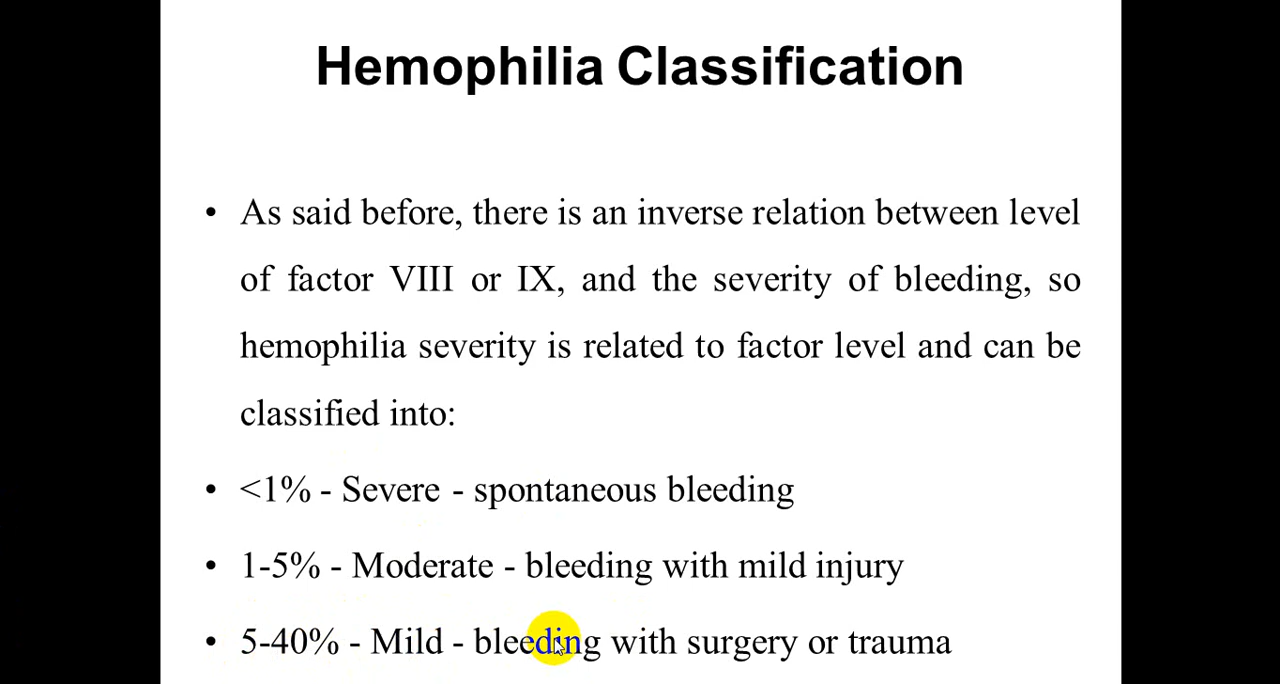 Hemophilia Classification
• As said before, there is an inverse relation between level
of factor VIII or IX, and the severity of bleeding, so
hemophilia severity is related to factor level and can be
classified into:
• <1% - Severe - spontaneous bleeding
• 1-5% - Moderate - bleeding with mild injury
• 5-40% - Mild - bleeding with surgery or trauma